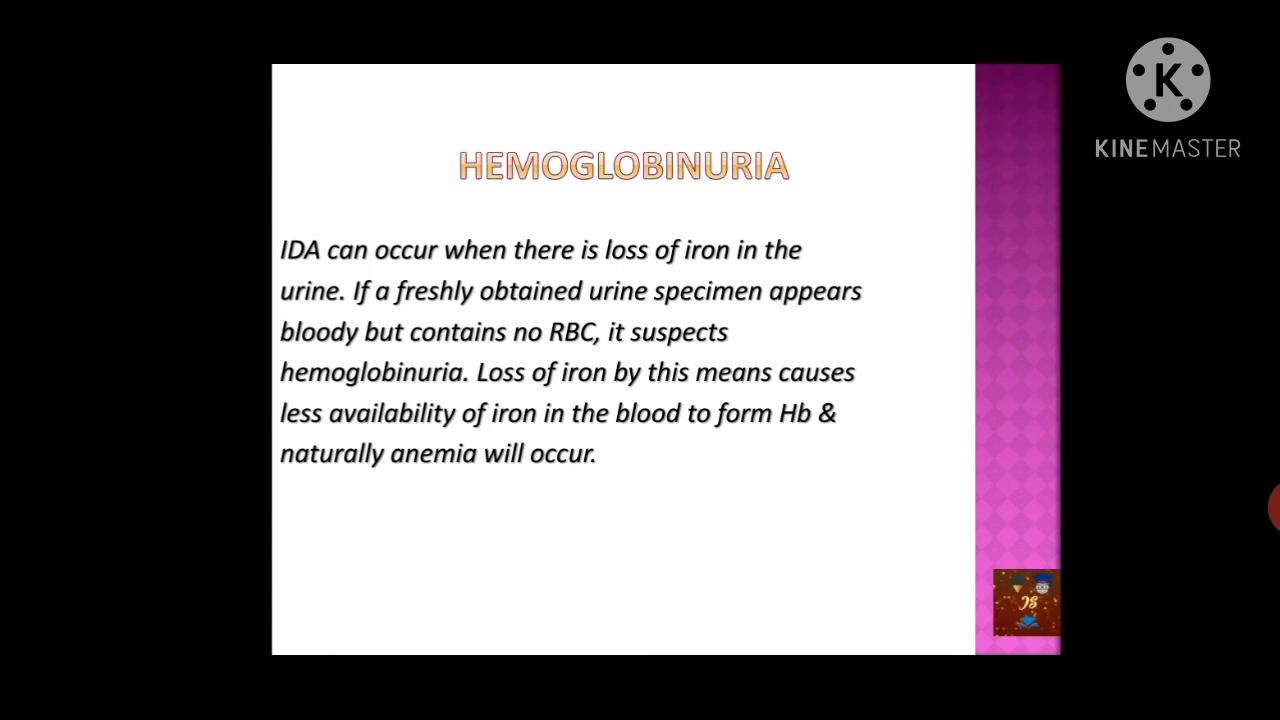 K
KINEMASTER
HEMOGLOBINURIA
IDA can occur when there is loss of iron in the
urine. If a freshly obtained urine specimen appears
bloody but contains no RBC, it suspects
hemoglobinuria. Loss of iron by this means causes
less availability of iron in the blood to form Hb &
naturally anemia will occur.
JS